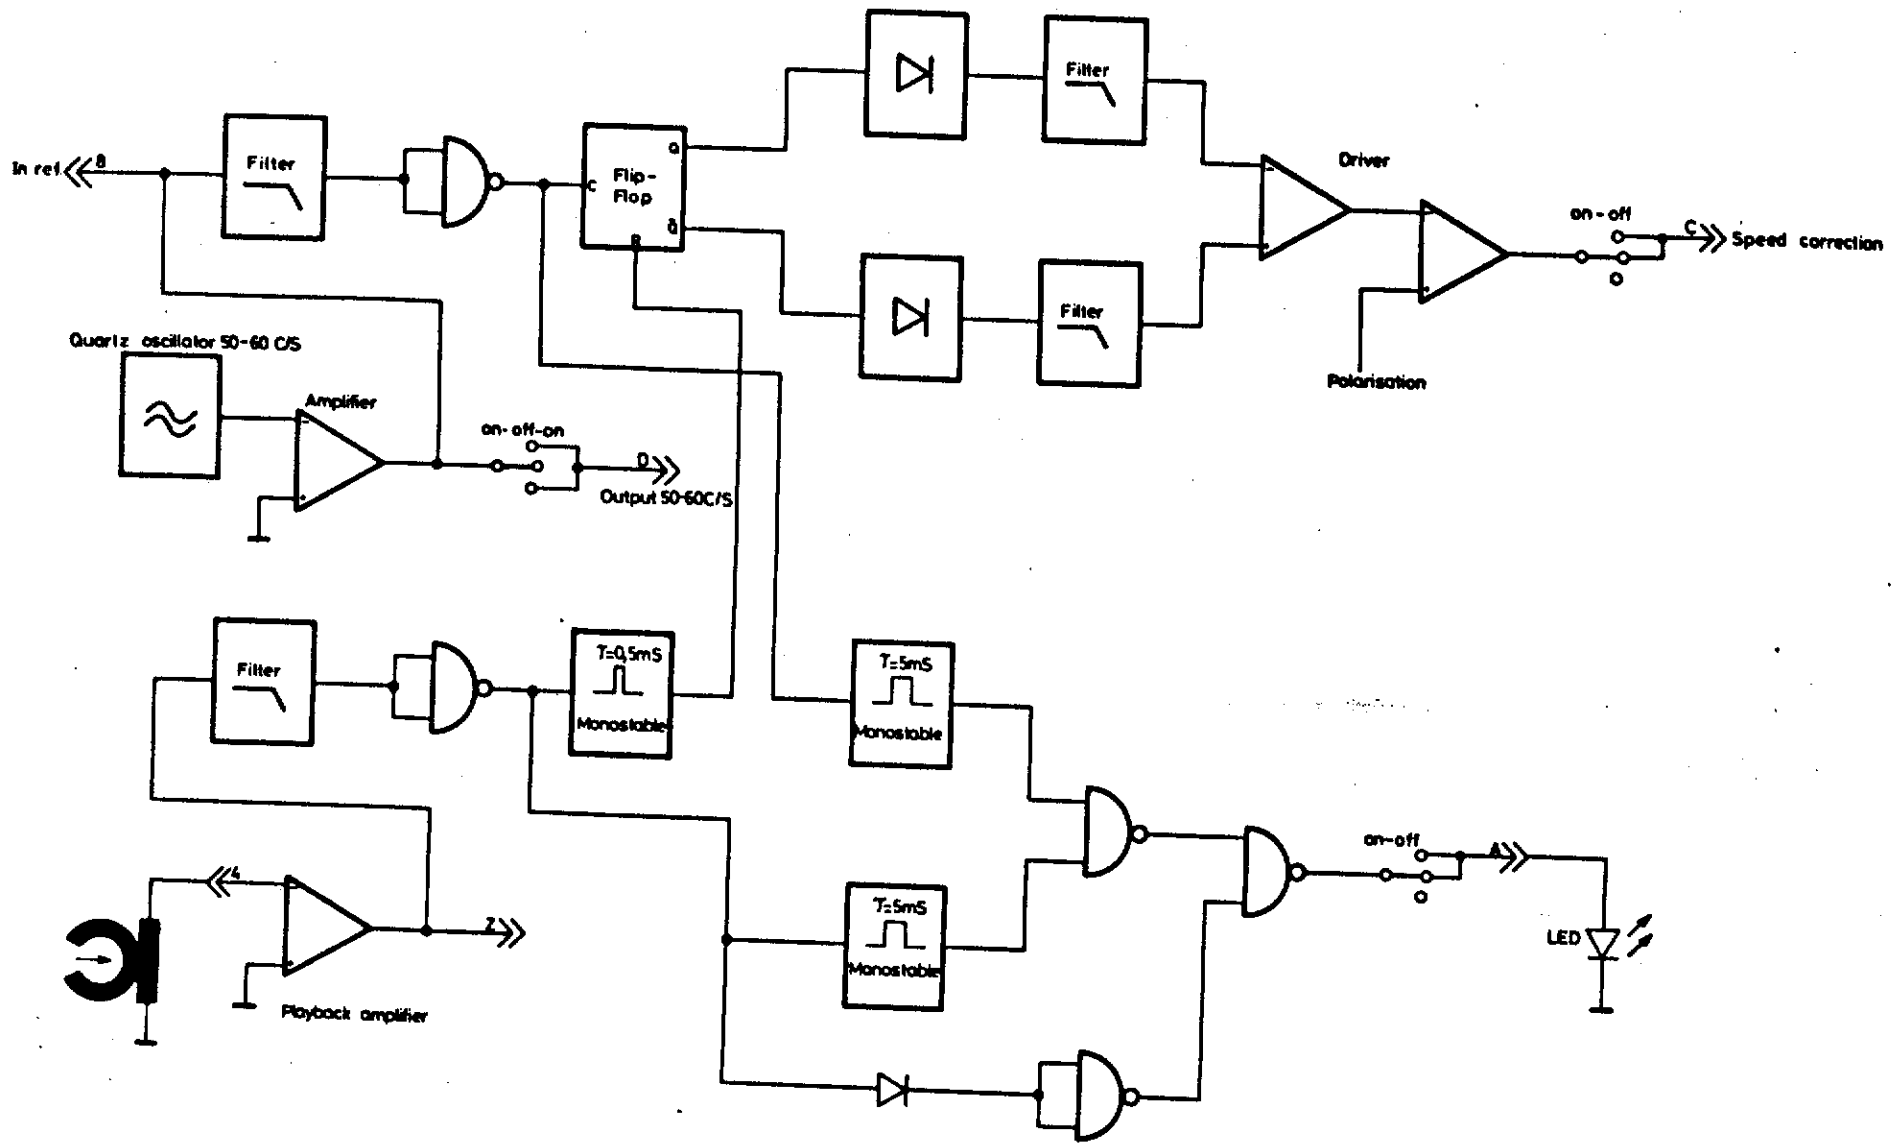 Filter
In ref.
8
Filter
C
Flip-
Flop
Q
Q̄
R
Filter
Driver
-
+
-
+
Polarisation
on-off
C
Speed correction
Quartz oscillator 50-60 C/S
Amplifier
-
+
on-off-on
D
Output 50-60C/S
Filter
T=0,5mS
Monostable
T=5mS
Monostable
4
-
+
Z
Playback amplifier
T=5mS
Monostable
on-off
A
LED